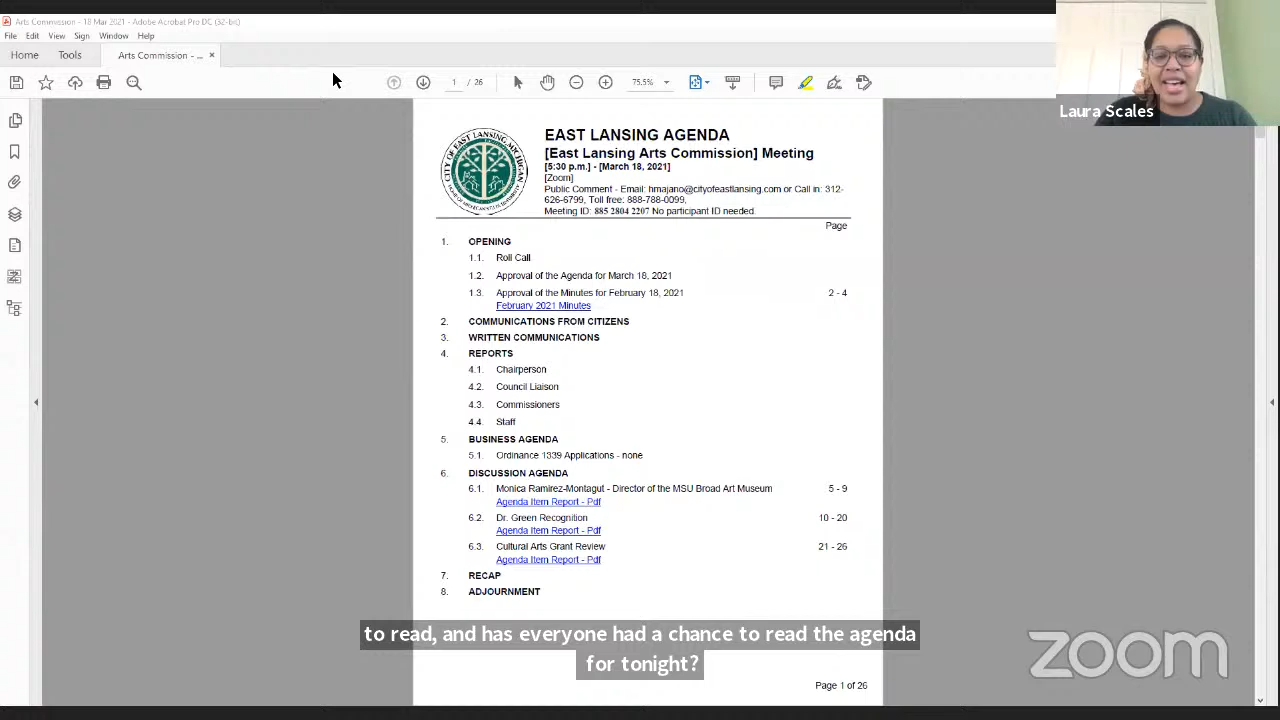 Arts Commission - 18 Mar 2021 - Adobe Acrobat Pro DC (32-bit)
File Edit View Sign Window Help
Home Tools Arts Commission - ... ×
1 / 26 75.5%
Laura Scales
CITY OF EAST LANSING, MICHIGAN
EAST LANSING AGENDA
[East Lansing Arts Commission] Meeting
[5:30 p.m.] - [March 18, 2021]
[Zoom]
Public Comment - Email: hmajano@cityofeastlansing.com or Call in: 312-
626-6799, Toll free: 888-788-0099,
Meeting ID: 885 2804 2207 No participant ID needed
Page
1. OPENING
1.1. Roll Call
1.2. Approval of the Agenda for March 18, 2021
1.3. Approval of the Minutes for February 18, 2021 2 - 4
February 2021 Minutes
2. COMMUNICATIONS FROM CITIZENS
3. WRITTEN COMMUNICATIONS
4. REPORTS
4.1. Chairperson
4.2. Council Liaison
4.3. Commissioners
4.4. Staff
5. BUSINESS AGENDA
5.1. Ordinance 1339 Applications - none
6. DISCUSSION AGENDA
6.1. Monica Ramirez-Montagut - Director of the MSU Broad Art Museum 5 - 9
Agenda Item Report - Pdf
6.2. Dr. Green Recognition 10 - 20
Agenda Item Report - Pdf
6.3. Cultural Arts Grant Review 21 - 26
Agenda Item Report - Pdf
7. RECAP
8. ADJOURNMENT
to read, and has everyone had a chance to read the agenda
for tonight?
zoom
Page 1 of 26